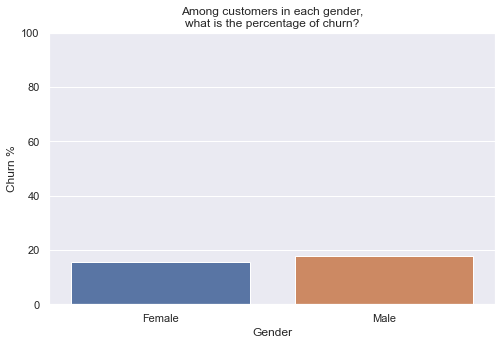 Among customers in each gender,
what is the percentage of churn?
100
80
60
40
20
0
Churn %
Female
Male
Gender